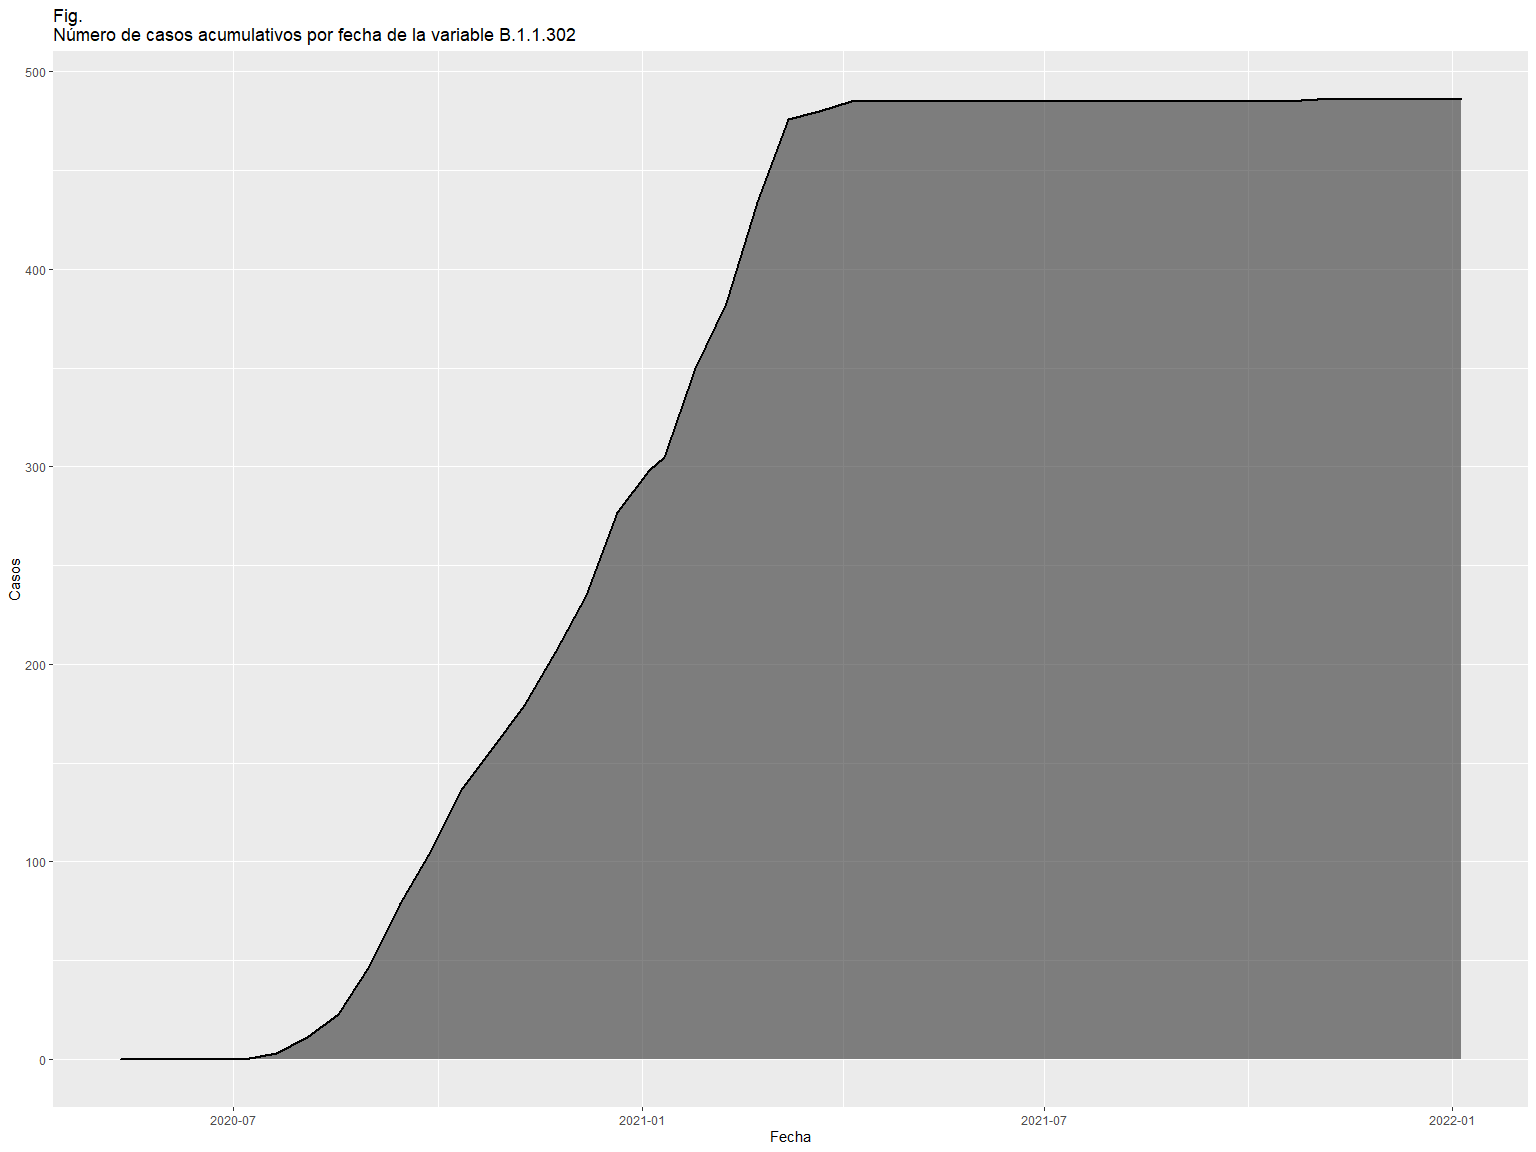 Fig.
Número de casos acumulativos por fecha de la variable B.1.1.302
500
400
300
200
100
0
Casos
2020-07
2021-01
2021-07
2022-01
Fecha